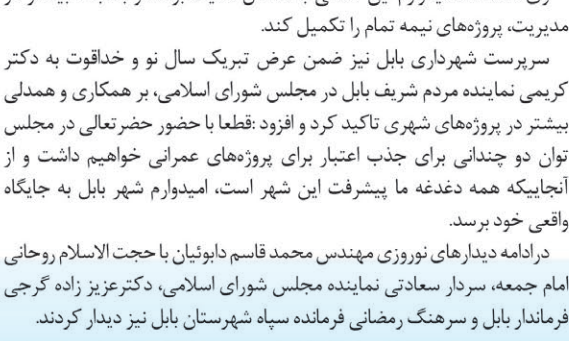 مدیریت، پروژه‌های نیمه تمام را تکمیل کند.
سرپرست شهرداری بابل نیز ضمن عرض تبریک سال نو و خداقوت به دکتر
کریمی نماینده مردم شریف بابل در مجلس شورای اسلامی، بر همکاری و همدلی
بیشتر در پروژه‌های شهری تاکید کرد و افزود :قطعا با حضور حضرتعالی در مجلس
توان دو چندانی برای جذب اعتبار برای پروژه‌های عمرانی خواهیم داشت و از
آنجاییکه همه دغدغه ما پیشرفت این شهر است، امیدوارم شهر بابل به جایگاه
واقعی خود برسد.
درادامه دیدارهای نوروزی مهندس محمد قاسم دابوئیان با حجت الاسلام روحانی
امام جمعه، سردار سعادتی نماینده مجلس شورای اسلامی، دکترعزیز زاده گرجی
فرماندار بابل و سرهنگ رمضانی فرمانده سپاه شهرستان بابل نیز دیدار کردند.